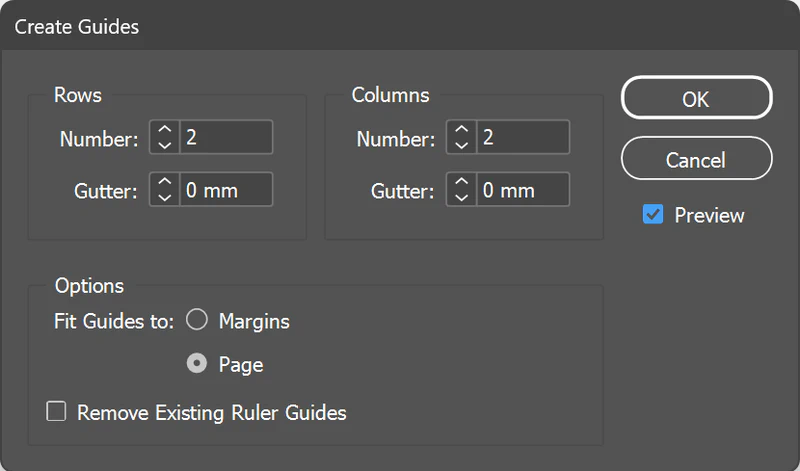 Create Guides
Rows
Number: 2
Gutter: 0 mm
Columns
Number: 2
Gutter: 0 mm
OK
Cancel
Preview
Options
Fit Guides to: Margins
Page
Remove Existing Ruler Guides